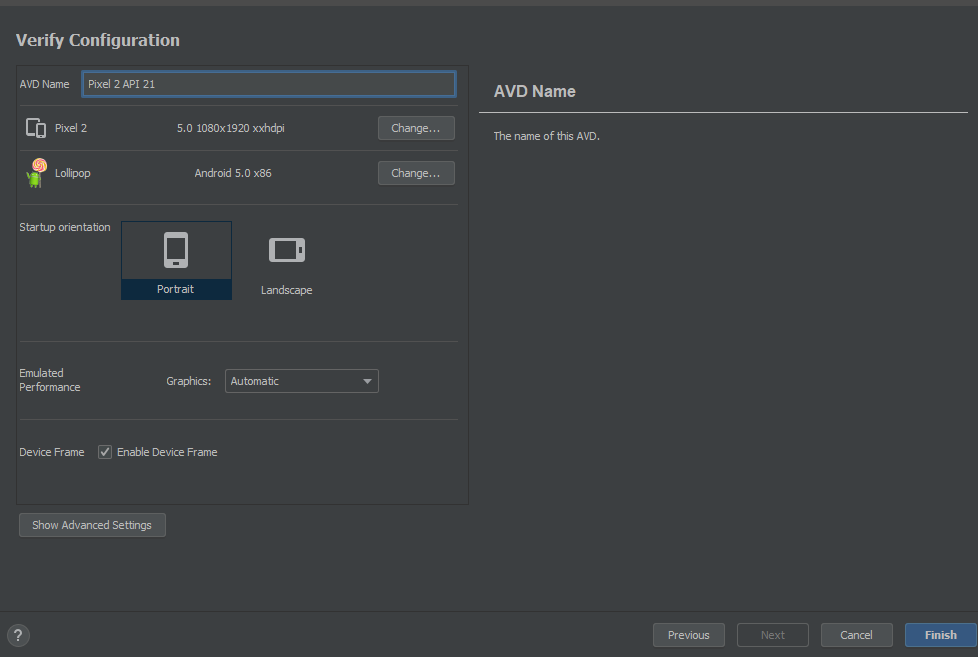 Verify Configuration
AVD Name Pixel 2 API 21
Pixel 2 5.0 1080x1920 xxhdpi Change...
Lollipop Android 5.0 x86 Change...
Startup orientation
Portrait
Landscape
Emulated
Performance
Graphics: Automatic
Device Frame Enable Device Frame
Show Advanced Settings
AVD Name
The name of this AVD.
? Previous Next Cancel Finish